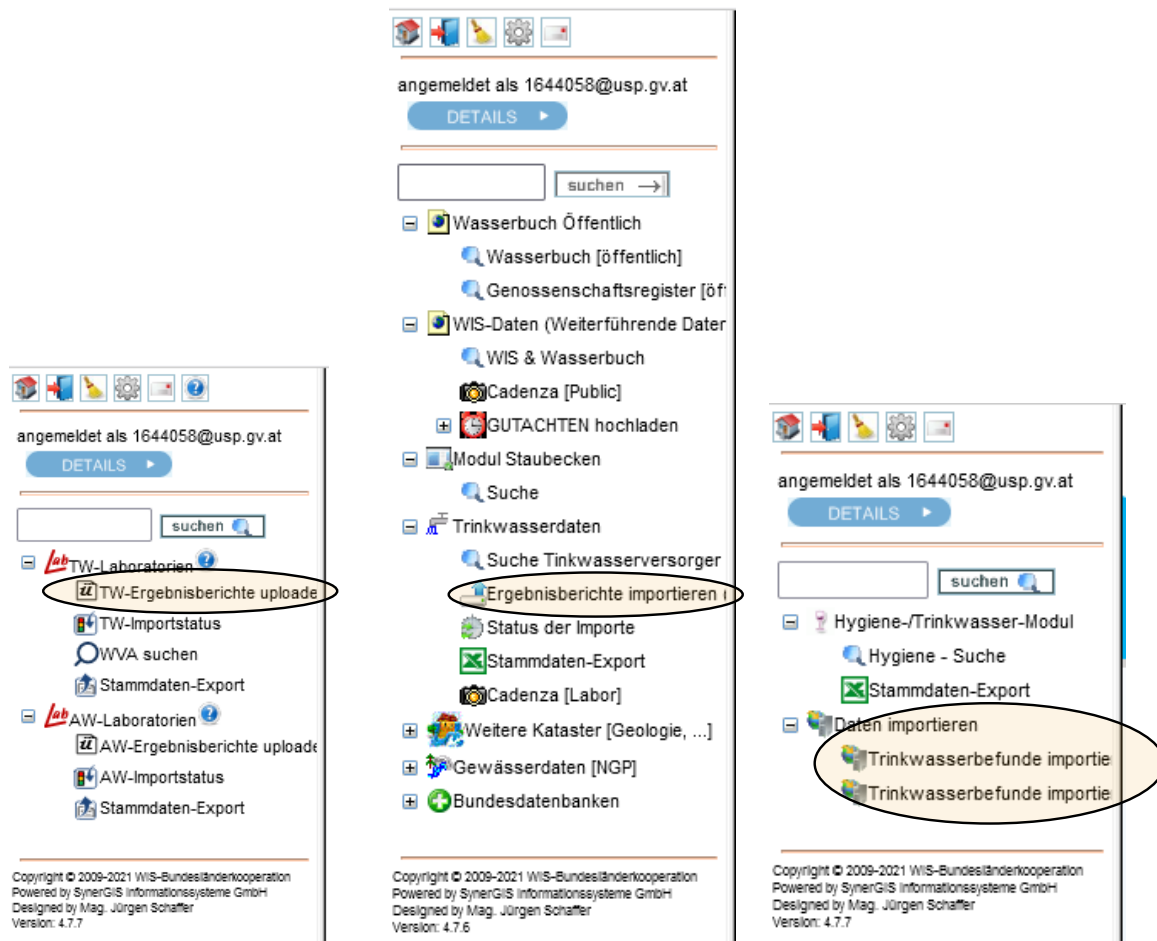 angemeldet als 1644058@usp.gv.at
DETAILS
suchen
Lab TW-Laboratorien
TW-Ergebnisberichte uploade
TW-Importstatus
WVA suchen
Stammdaten-Export
Lab AW-Laboratorien
AW-Ergebnisberichte uploade
AW-Importstatus
Stammdaten-Export
Copyright © 2009-2021 WIS-Bundesländerkooperation
Powered by SynerGIS Informationssysteme GmbH
Designed by Mag. Jürgen Schaffer
Version: 4.7.7
angemeldet als 1644058@usp.gv.at
DETAILS
suchen
Wasserbuch Öffentlich
Wasserbuch [öffentlich]
Genossenschaftsregister [öf
WIS-Daten (Weiterführende Daten
WIS & Wasserbuch
Cadenza [Public]
GUTACHTEN hochladen
Modul Staubecken
Suche
Trinkwasserdaten
Suche Tinkwasserversorger
Ergebnisberichte importieren
Status der Importe
Stammdaten-Export
Cadenza [Labor]
Weitere Kataster [Geologie, ...]
Gewässerdaten [NGP]
Bundesdatenbanken
Copyright © 2009-2021 WIS-Bundesländerkooperation
Powered by SynerGIS Informationssysteme GmbH
Designed by Mag. Jürgen Schaffer
Version: 4.7.6
angemeldet als 1644058@usp.gv.at
DETAILS
suchen
Hygiene-/Trinkwasser-Modul
Hygiene - Suche
Stammdaten-Export
Daten importieren
Trinkwasserbefunde importie
Trinkwasserbefunde importie
Copyright © 2009-2021 WIS-Bundesländerkooperation
Powered by SynerGIS Informationssysteme GmbH
Designed by Mag. Jürgen Schaffer
Version: 4.7.7